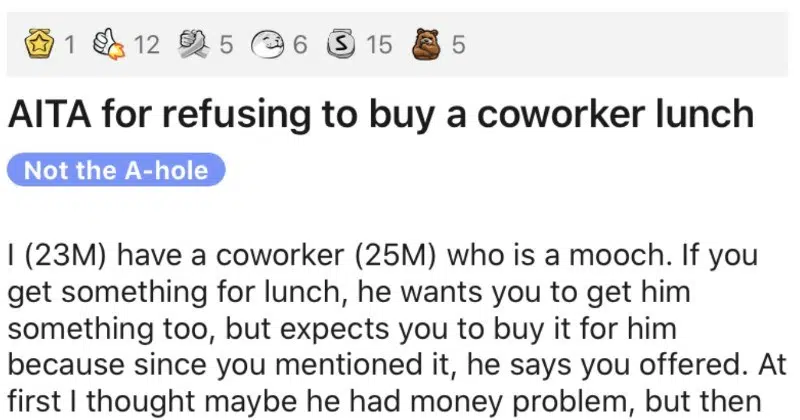 1 12 5 6 S 15 5
AITA for refusing to buy a coworker lunch
Not the A-hole
I (23M) have a coworker (25M) who is a mooch. If you
get something for lunch, he wants you to get him
something too, but expects you to buy it for him
because since you mentioned it, he says you offered. At
first I thought maybe he had money problem, but then